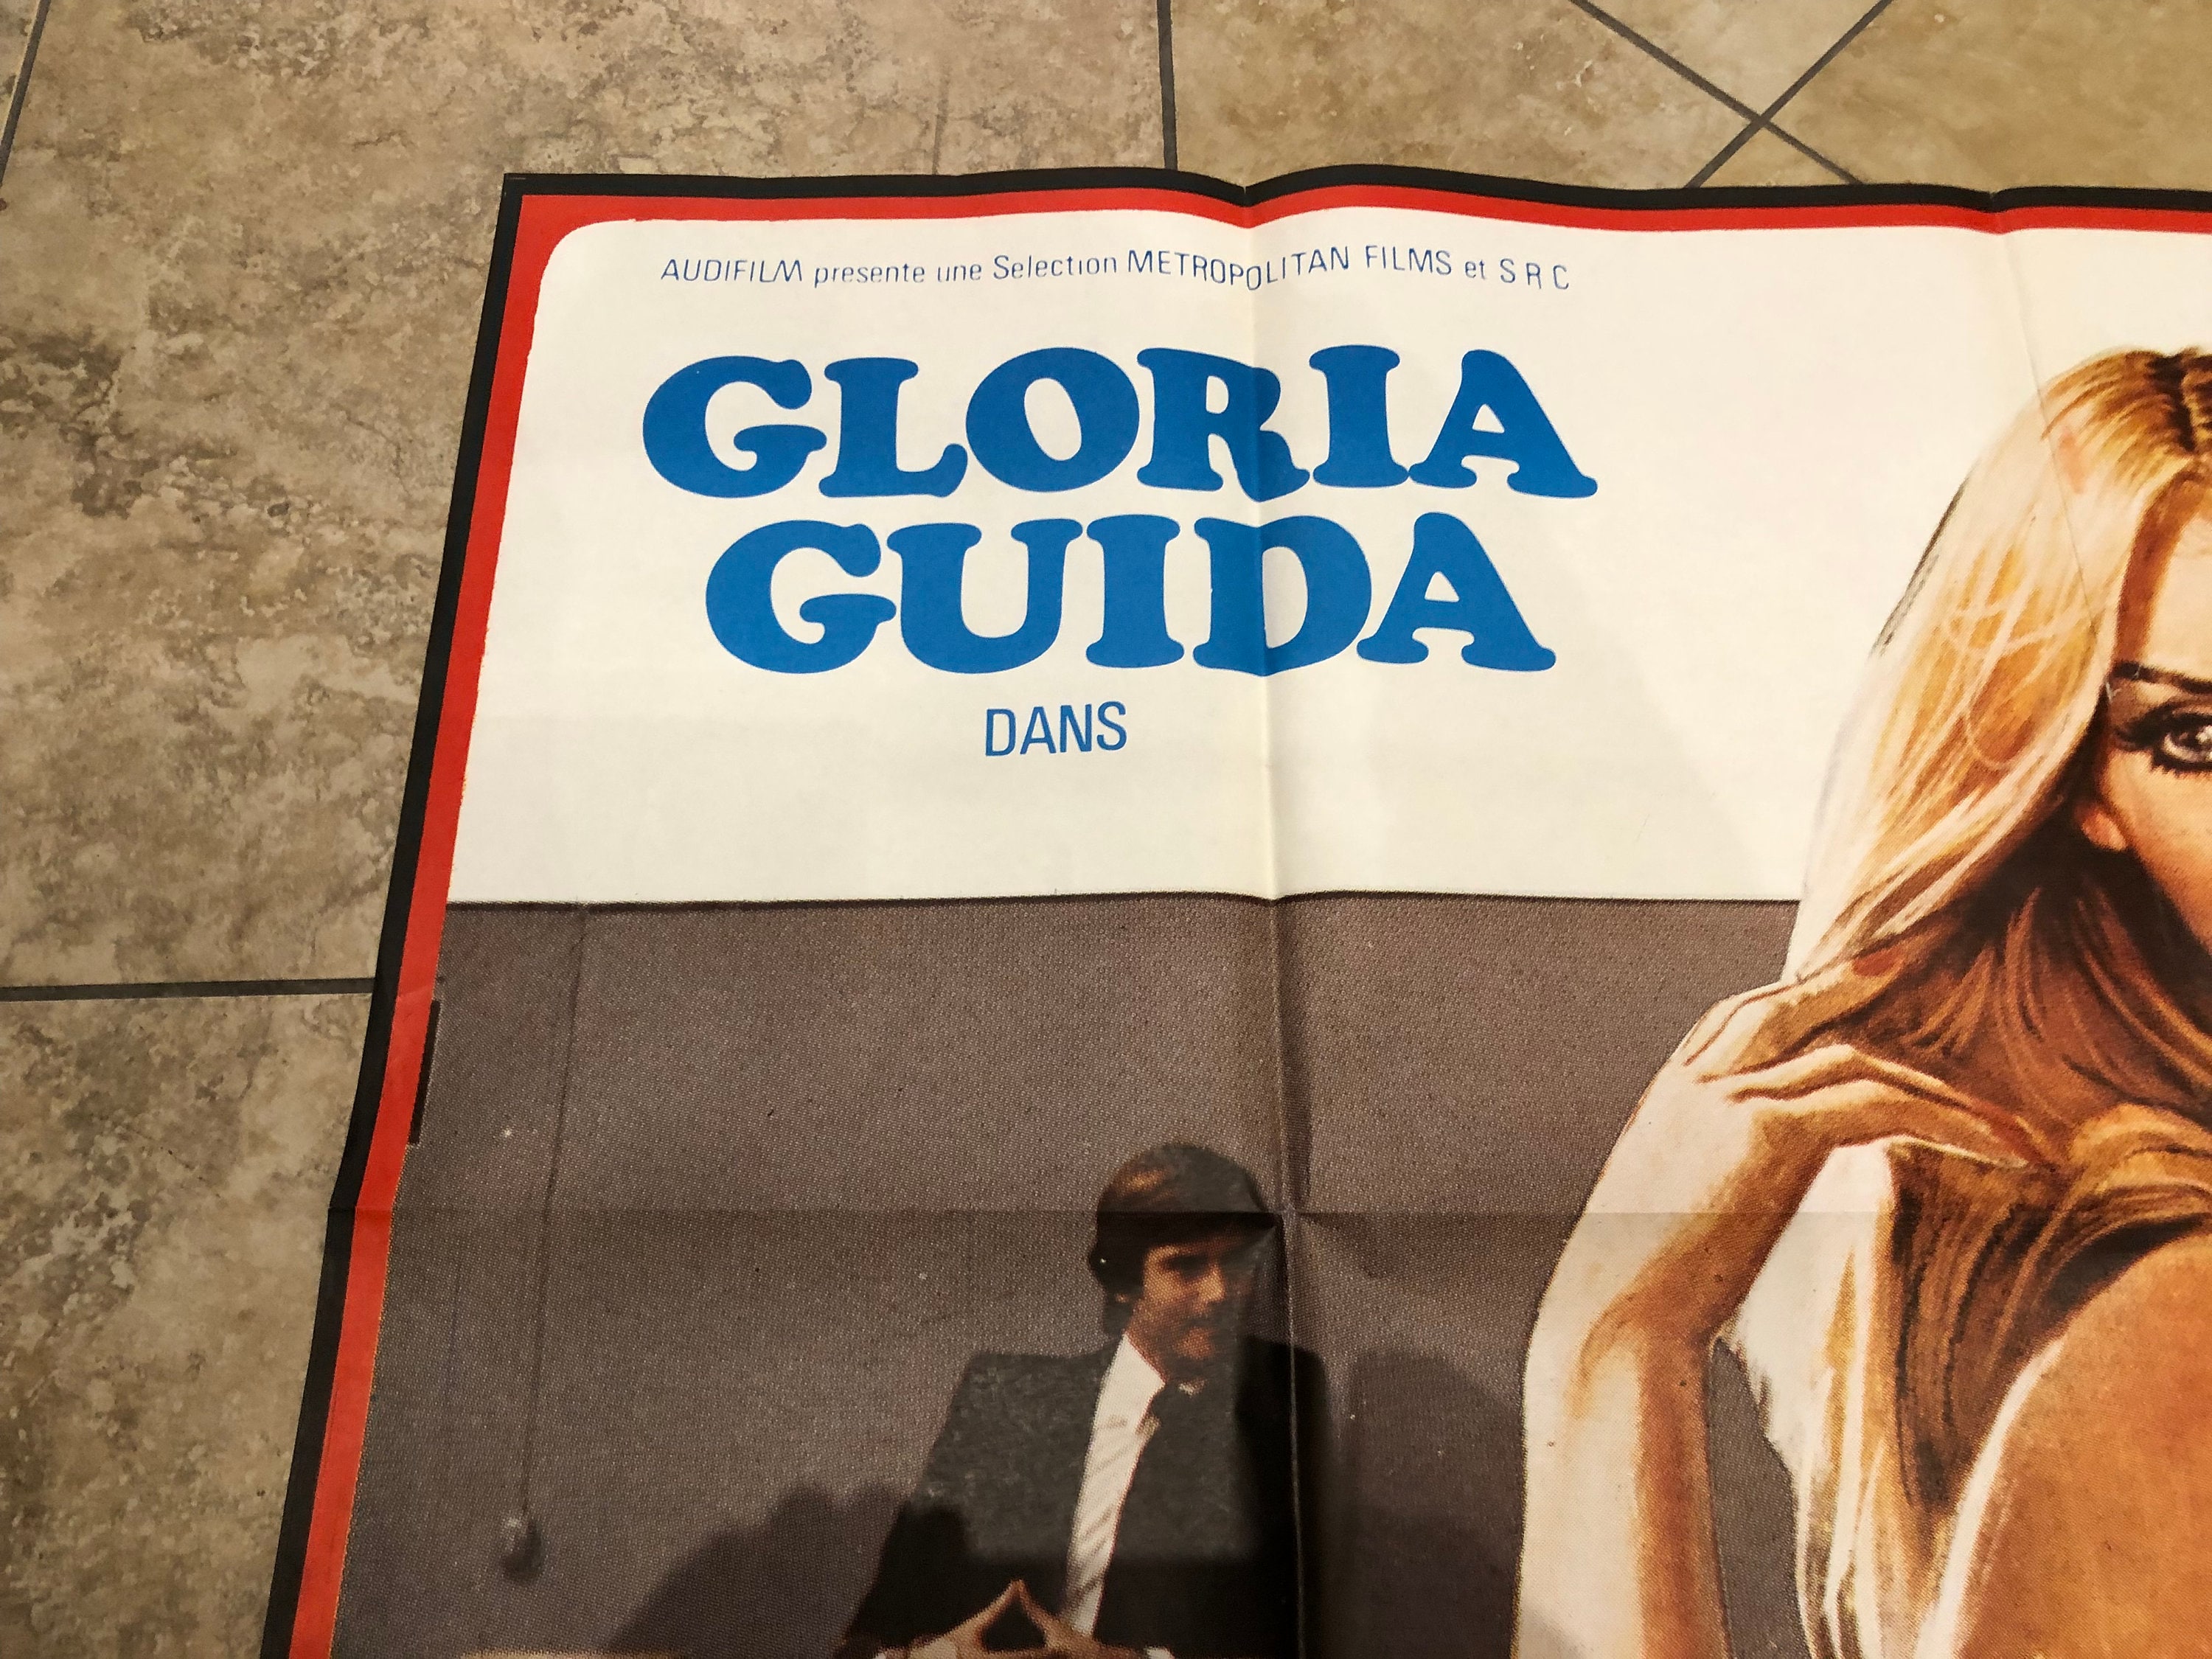 AUDIFILM presente une Selection METROPOLITAN FILMS et S R C
GLORIA
GUIDA
DANS